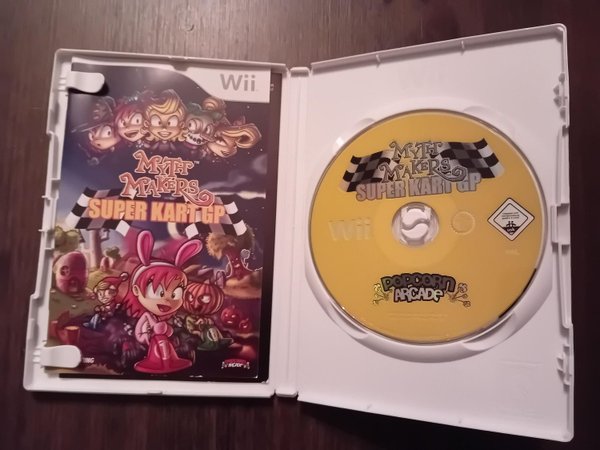 Wii
MYTH
MAKERS
SUPER KART GP
MYTH
MAKERS
SUPER KART GP
Wii
POPCORN
ARCADE